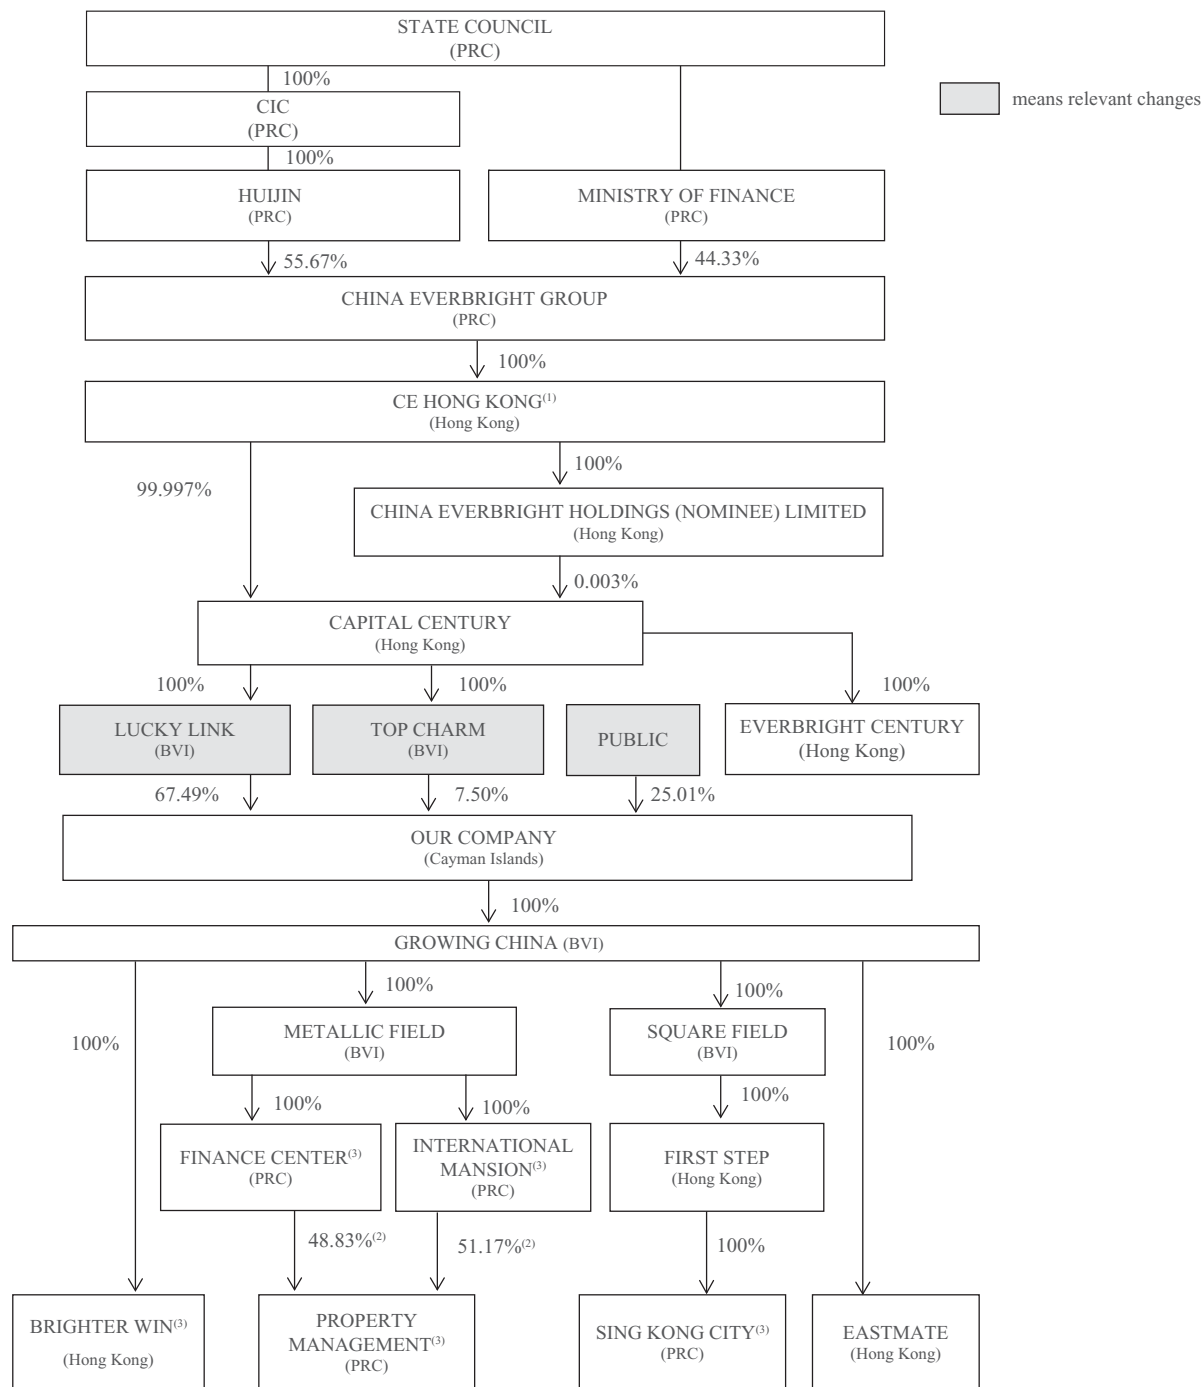 STATE COUNCIL
(PRC)
100%
means relevant changes
CIC
(PRC)
100%
HUIJIN
(PRC)
MINISTRY OF FINANCE
(PRC)
55.67%
44.33%
CHINA EVERBRIGHT GROUP
(PRC)
100%
CE HONG KONG(1)
(Hong Kong)
100%
99.997%
CHINA EVERBRIGHT HOLDINGS (NOMINEE) LIMITED
(Hong Kong)
0.003%
CAPITAL CENTURY
(Hong Kong)
100%
100%
100%
LUCKY LINK
(BVI)
TOP CHARM
(BVI)
PUBLIC
EVERBRIGHT CENTURY
(Hong Kong)
67.49%
7.50%
25.01%
OUR COMPANY
(Cayman Islands)
100%
GROWING CHINA (BVI)
100%
100%
METALLIC FIELD
(BVI)
SQUARE FIELD
(BVI)
100%
100%
100%
100%
100%
FINANCE CENTER(3)
(PRC)
INTERNATIONAL
MANSION(3)
(PRC)
FIRST STEP
(Hong Kong)
48.83%(2)
51.17%(2)
100%
BRIGHTER WIN(3)
(Hong Kong)
PROPERTY
MANAGEMENT(3)
(PRC)
SING KONG CITY(3)
(PRC)
EASTMATE
(Hong Kong)